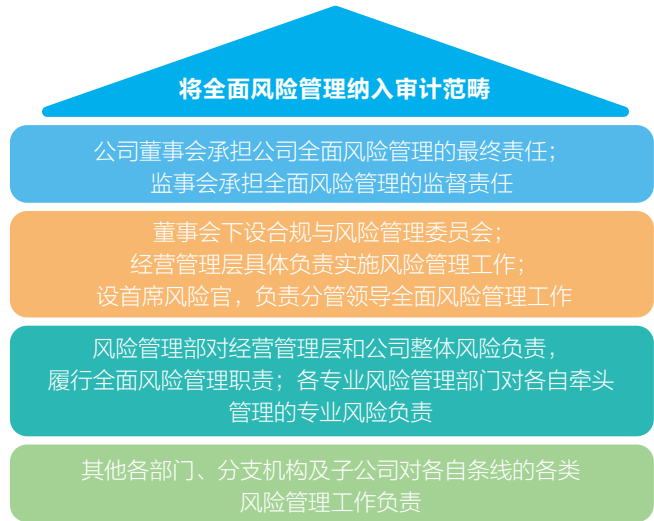 将全面风险管理纳入审计范畴
公司董事会承担公司全面风险管理的最终责任；
监事会承担全面风险管理的监督责任
董事会下设合规与风险管理委员会；
经营管理层具体负责实施风险管理工作；
设首席风险官，负责分管领导全面风险管理工作
风险管理部对经营管理层和公司整体风险负责，
履行全面风险管理职责；各专业风险管理部门对各自牵头
管理的专业风险负责
其他各部门、分支机构及子公司对各自条线的各类
风险管理工作负责